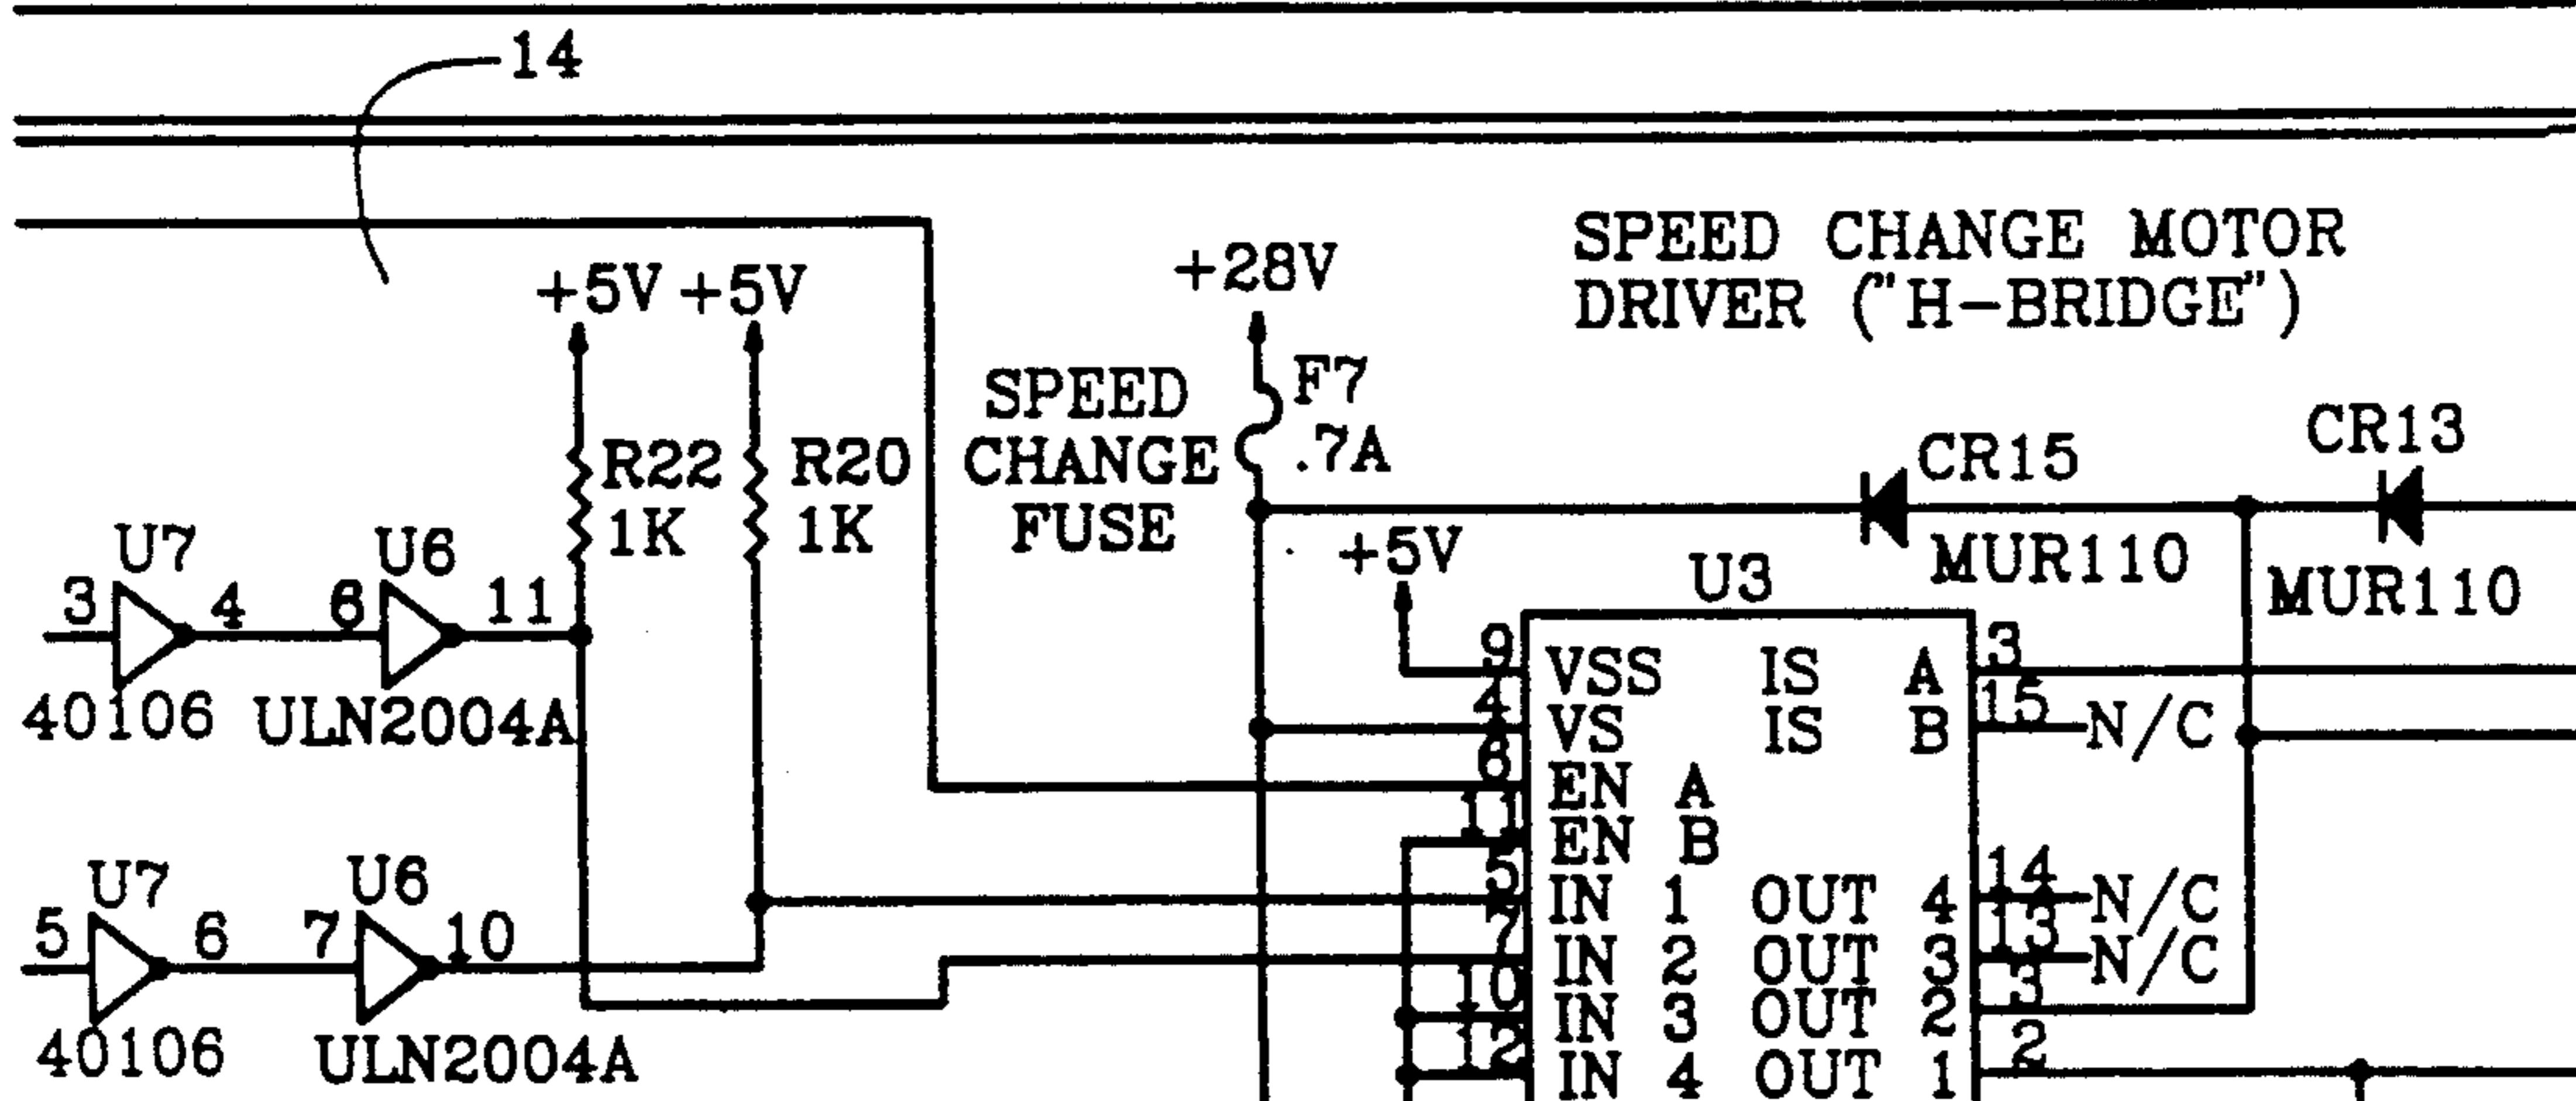 14
SPEED CHANGE MOTOR
DRIVER ("H-BRIDGE")
+5V +5V
+28V
SPEED
CHANGE
FUSE
F7
.7A
R22
1K
R20
1K
CR15
MUR110
CR13
MUR110
+5V
U3
U7
3 4
40106
U6
6 11
ULN2004A
9 VSS IS A 3
4 VS IS B 15 N/C
6 EN A
11 EN B
5 IN 1 OUT 4 14 N/C
7 IN 2 OUT 3 13 N/C
10 IN 3 OUT 2 3
12 IN 4 OUT 1 2
U7
5 6
40106
U6
7 10
ULN2004A